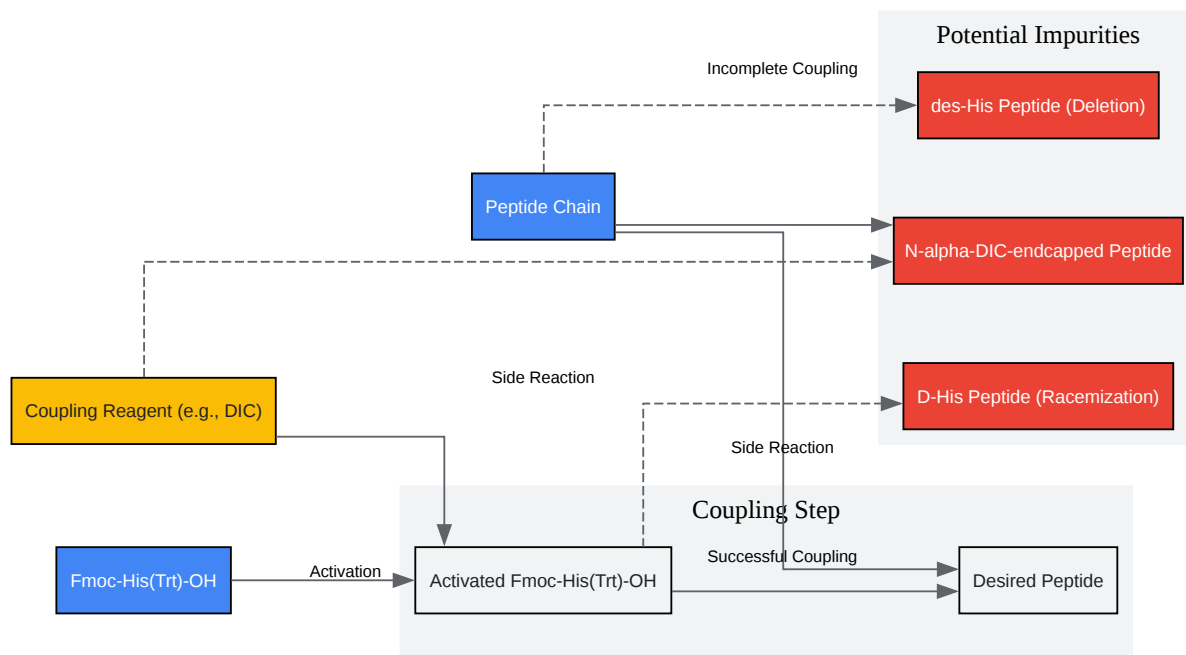 Potential Impurities
Incomplete Coupling
des-His Peptide (Deletion)
Peptide Chain
N-alpha-DIC-endcapped Peptide
Side Reaction
Coupling Reagent (e.g., DIC)
D-His Peptide (Racemization)
Side Reaction
Coupling Step
Fmoc-His(Trt)-OH
Activation
Activated Fmoc-His(Trt)-OH
Successful Coupling
Desired Peptide